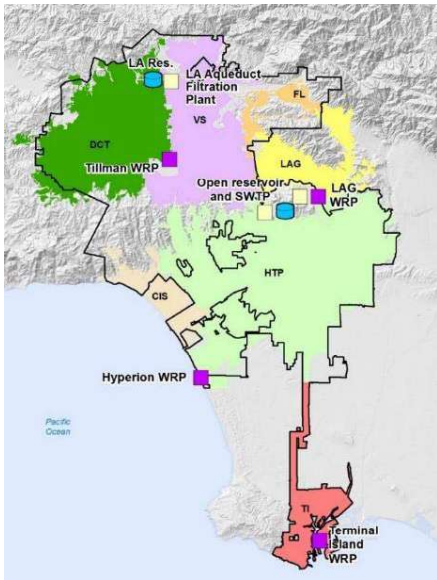 LA Res.
LA Aqueduct
Filtration
Plant
FL
VS
DCT
LAG
Tillman WRP
Open reservoir
and SWTP
LAG
WRP
HTP
CIS
Hyperion WRP
Pacific
Ocean
TI
Terminal
Island
WRP